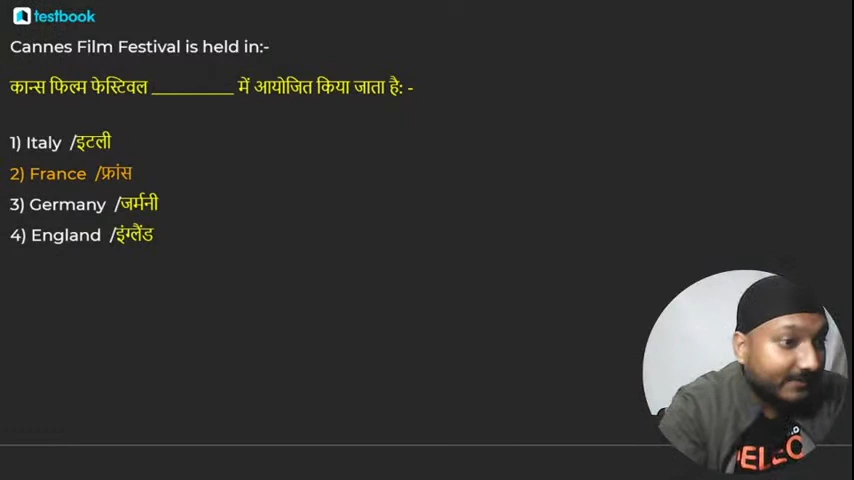 testbook
Cannes Film Festival is held in:-
कान्स फिल्म फेस्टिवल _________ में आयोजित किया जाता है: -
1) Italy /इटली
2) France /फ्रांस
3) Germany /जर्मनी
4) England /इंग्लैंड